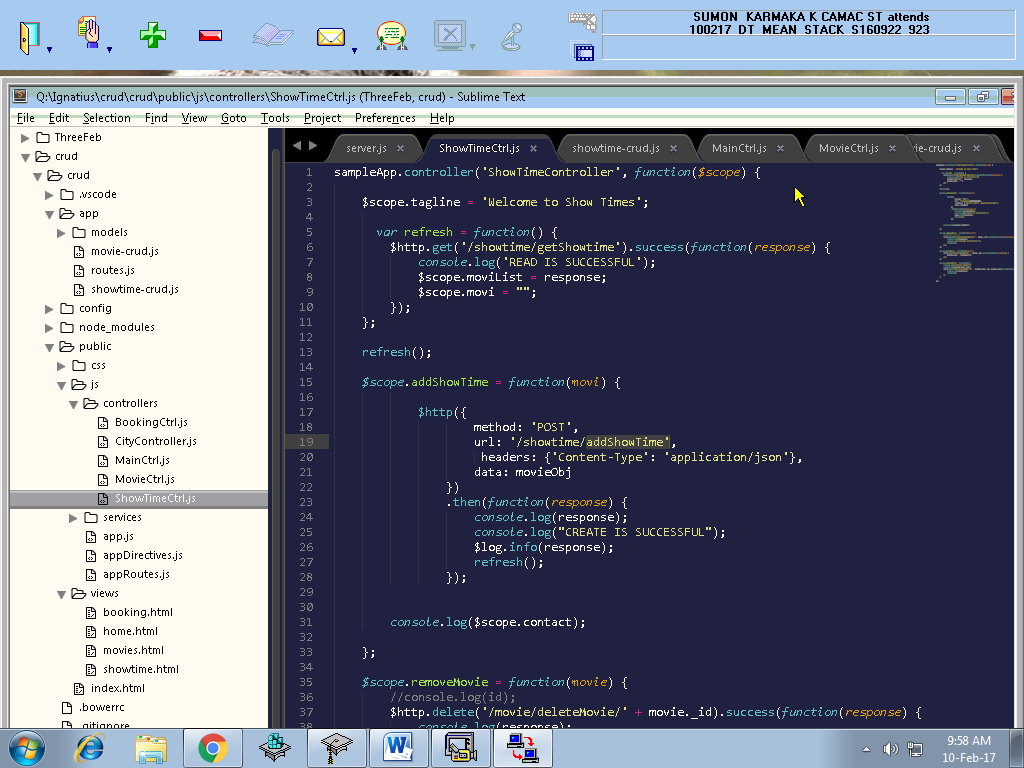 SUMON KARMAKA K CAMAC ST attends
100217 DT MEAN STACK S160922 923
Q:\Ignatius\crud\crud\public\js\controllers\ShowTimeCtrl.js (ThreeFeb, crud) - Sublime Text
File Edit Selection Find View Goto Tools Project Preferences Help
ThreeFeb
crud
crud
.vscode
app
models
movie-crud.js
routes.js
showtime-crud.js
config
node_modules
public
css
js
controllers
BookingCtrl.js
CityController.js
MainCtrl.js
MovieCtrl.js
ShowTimeCtrl.js
services
app.js
appDirectives.js
appRoutes.js
views
booking.html
home.html
movies.html
showtime.html
index.html
.bowerrc
.gitignore
server.js × ShowTimeCtrl.js × showtime-crud.js × MainCtrl.js × MovieCtrl.js × ie-crud.js ×
1 sampleApp.controller('ShowTimeController', function($scope) {
2
3 $scope.tagline = 'Welcome to Show Times';
4
5 var refresh = function() {
6 $http.get('/showtime/getShowtime').success(function(response) {
7 console.log('READ IS SUCCESSFUL');
8 $scope.moviList = response;
9 $scope.movi = "";
10 });
11 };
12
13 refresh();
14
15 $scope.addShowTime = function(movi) {
16
17 $http({
18 method: 'POST',
19 url: '/showtime/addShowTime',
20 headers: {'Content-Type': 'application/json'},
21 data: movieObj
22 })
23 .then(function(response) {
24 console.log(response);
25 console.log("CREATE IS SUCCESSFUL");
26 $log.info(response);
27 refresh();
28 });
29
30
31 console.log($scope.contact);
32
33 };
34
35 $scope.removeMovie = function(movie) {
36 //console.log(id);
37 $http.delete('/movie/deleteMovie/' + movie._id).success(function(response) {
38 console.log(response);
9:58 AM
10-Feb-17